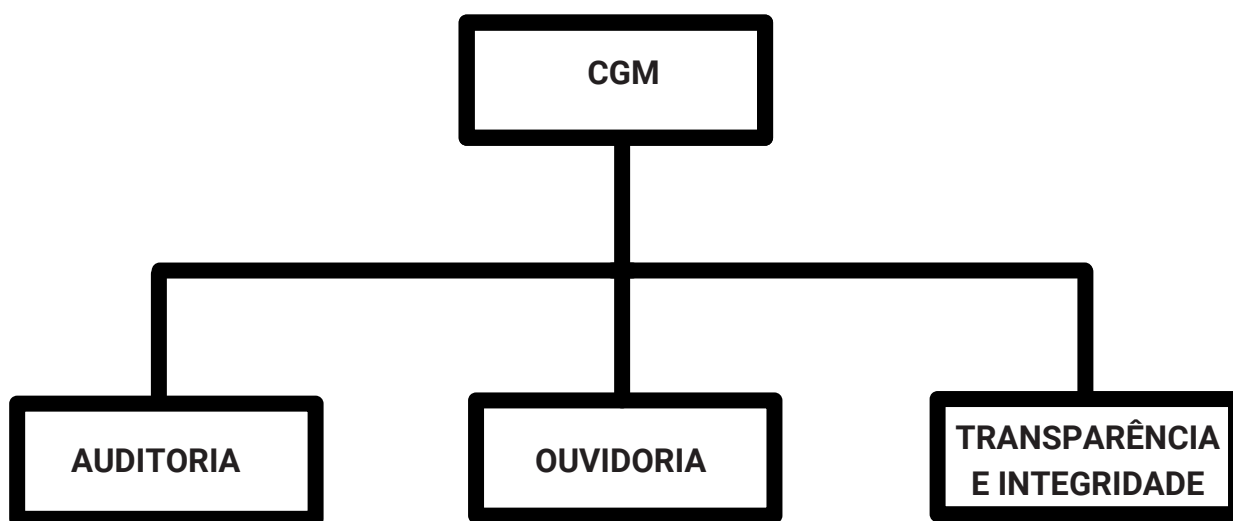 CGM
AUDITORIA
OUVIDORIA
TRANSPARÊNCIA
E INTEGRIDADE